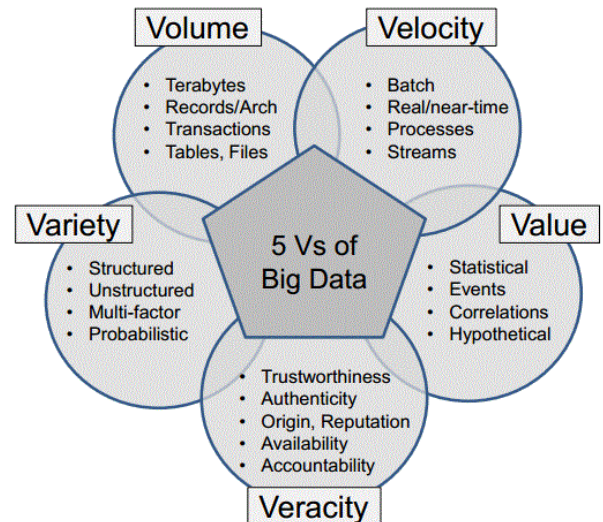 Volume
• Terabytes
• Records/Arch
• Transactions
• Tables, Files
Velocity
• Batch
• Real/near-time
• Processes
• Streams
Variety
• Structured
• Unstructured
• Multi-factor
• Probabilistic
5 Vs of
Big Data
Value
• Statistical
• Events
• Correlations
• Hypothetical
• Trustworthiness
• Authenticity
• Origin, Reputation
• Availability
• Accountability
Veracity